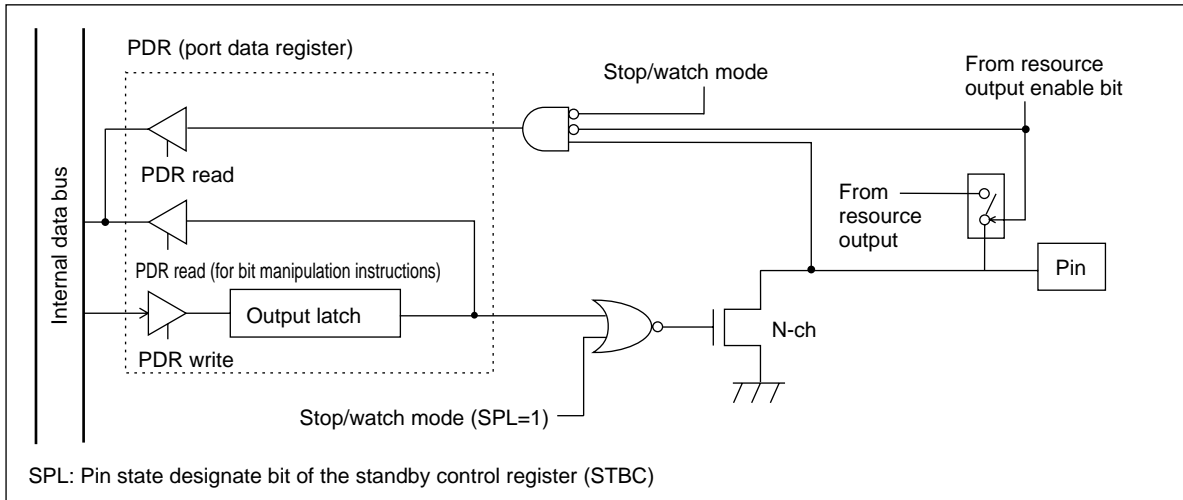 PDR (port data register)
Stop/watch mode
From resource
output enable bit
PDR read
From
resource
output
Pin
PDR read (for bit manipulation instructions)
Output latch
N-ch
PDR write
Stop/watch mode (SPL=1)
Internal data bus
SPL: Pin state designate bit of the standby control register (STBC)